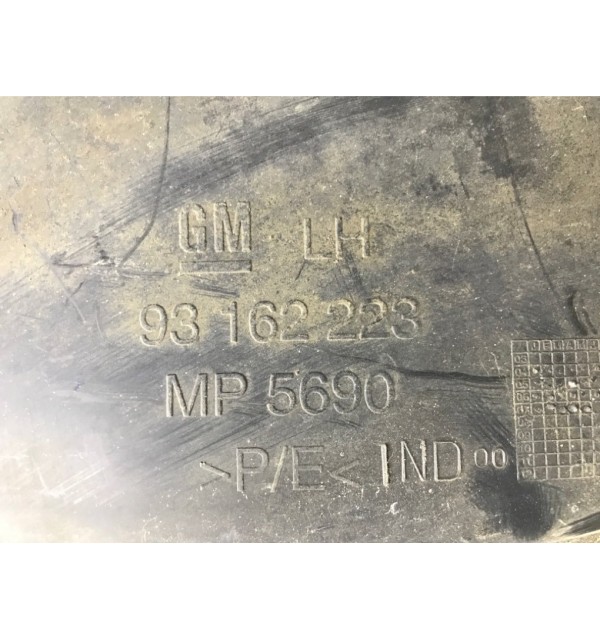 GM LH
93 162 223
MP 5690
>P/E< IND 00